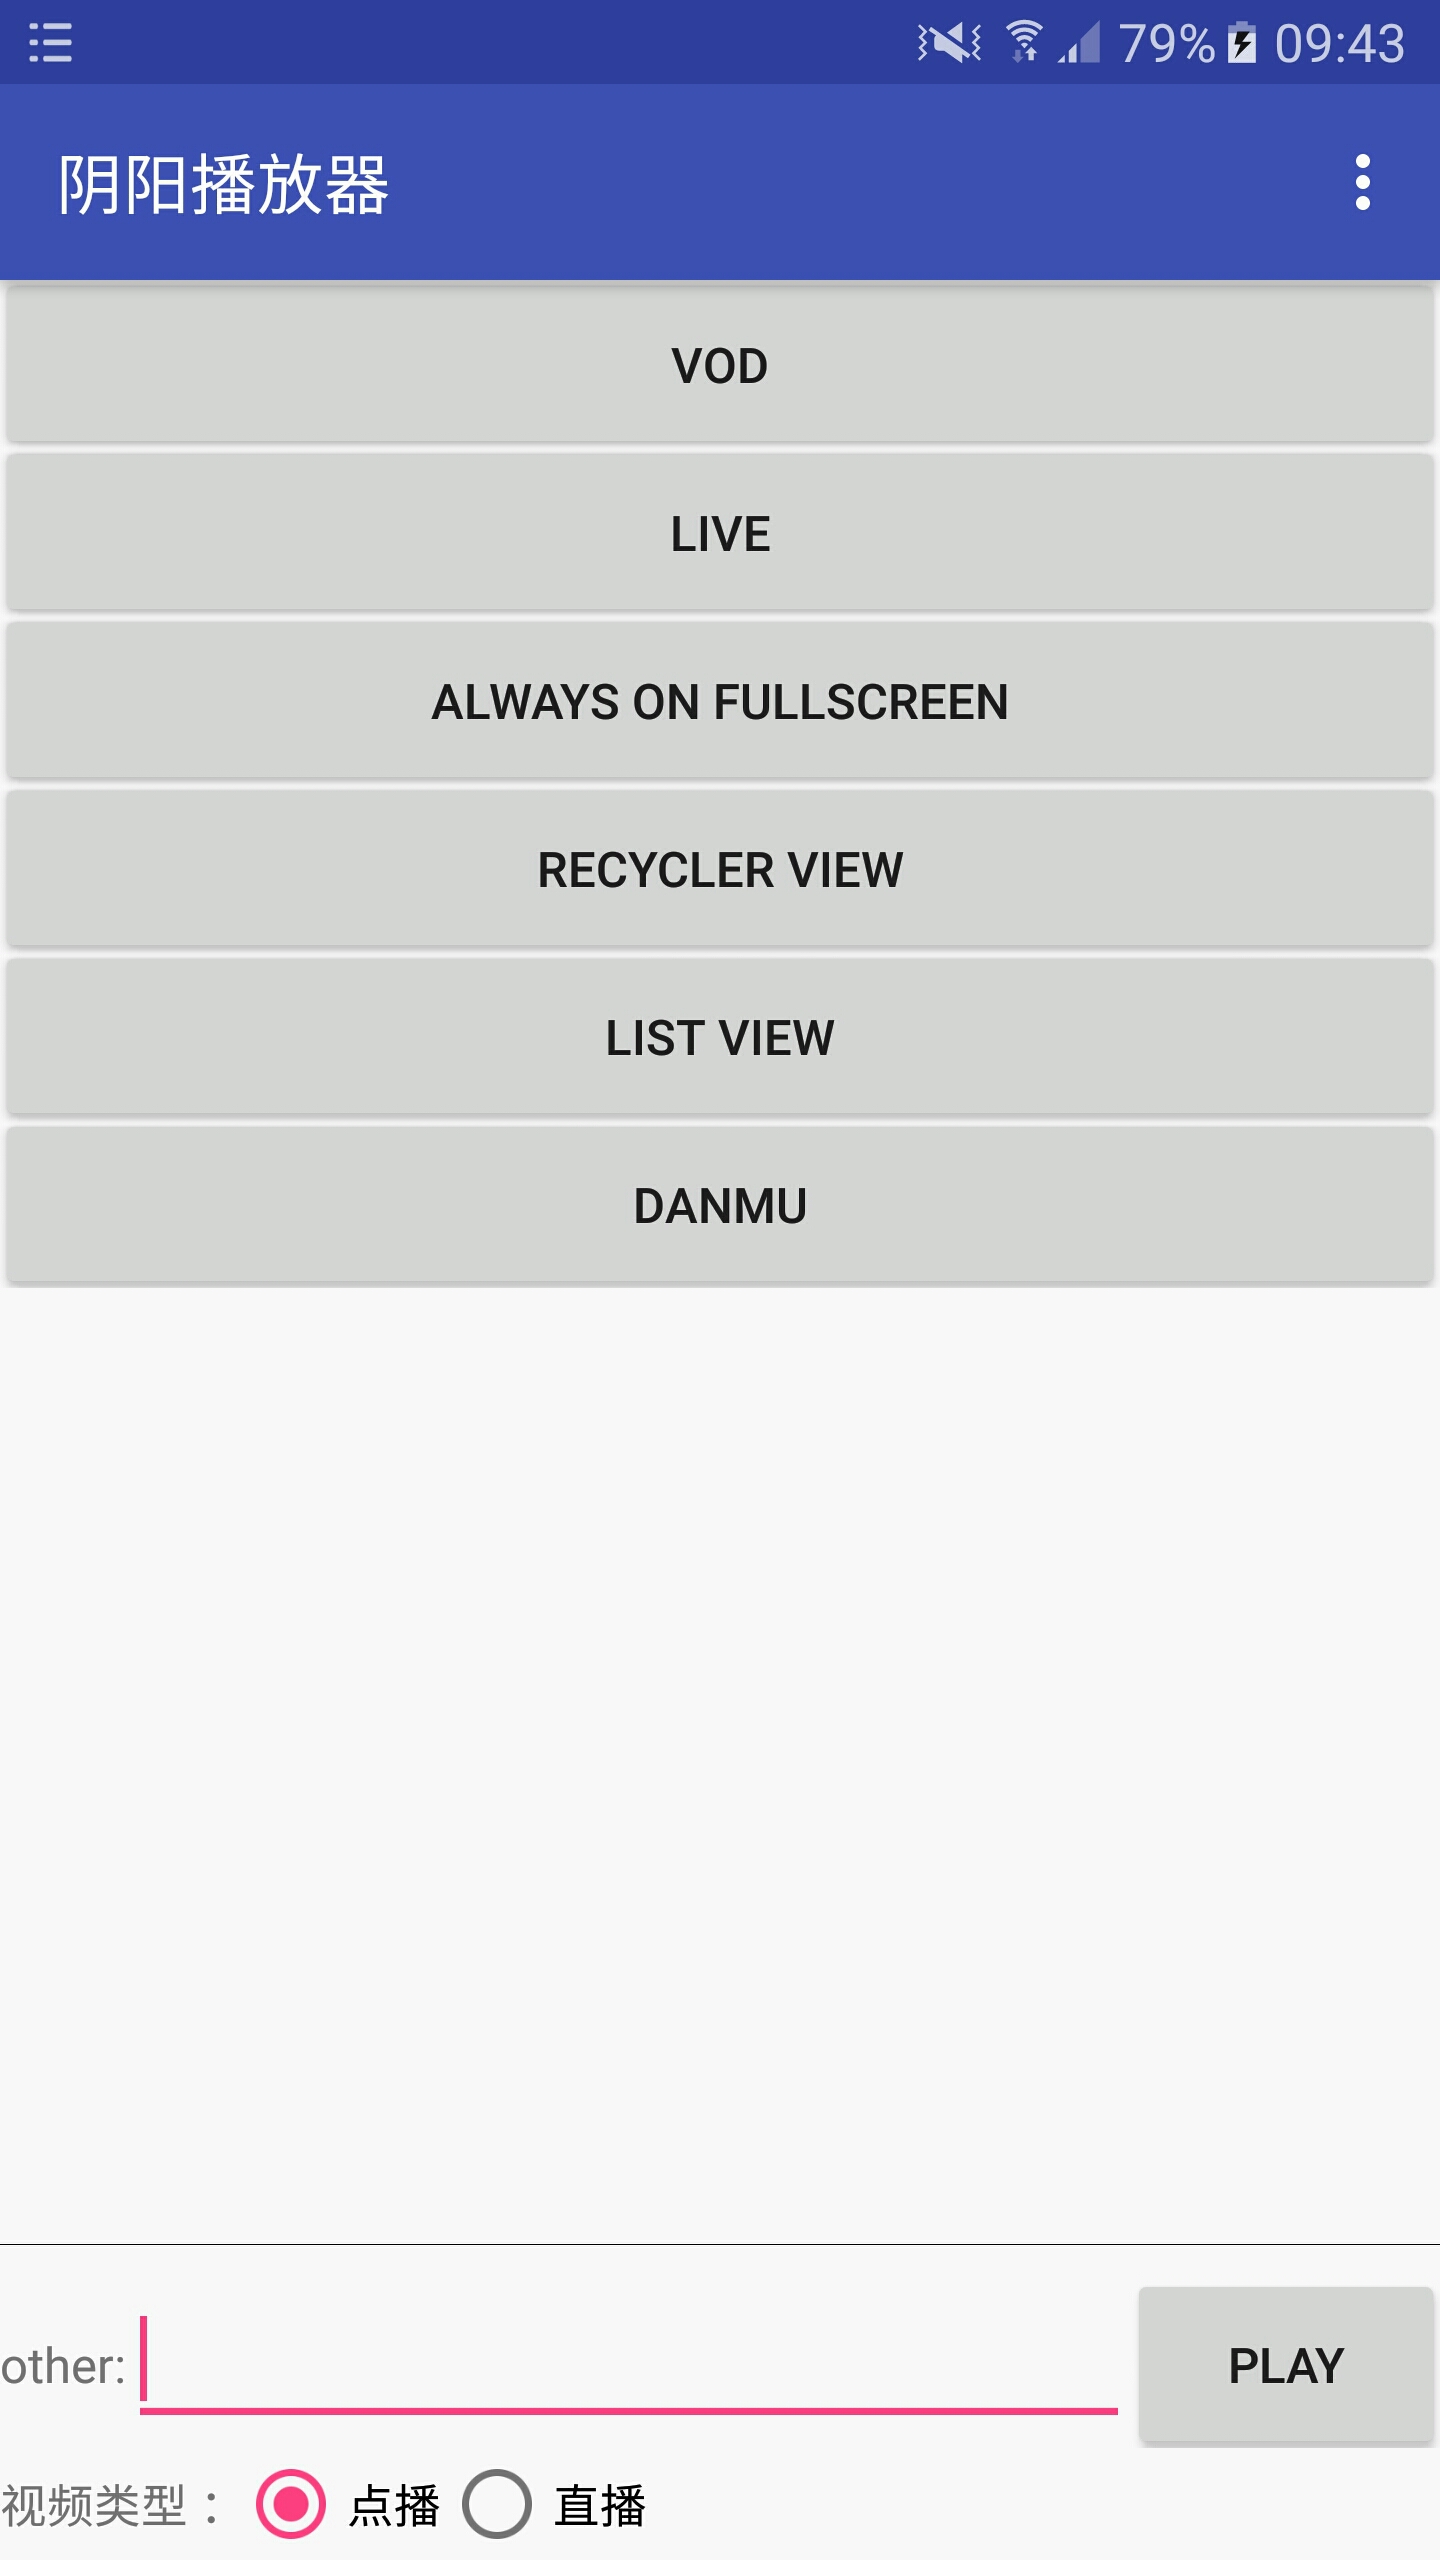 79% 09:43
阴阳播放器
VOD
LIVE
ALWAYS ON FULLSCREEN
RECYCLER VIEW
LIST VIEW
DANMU
other:
PLAY
视频类型： 点播 直播